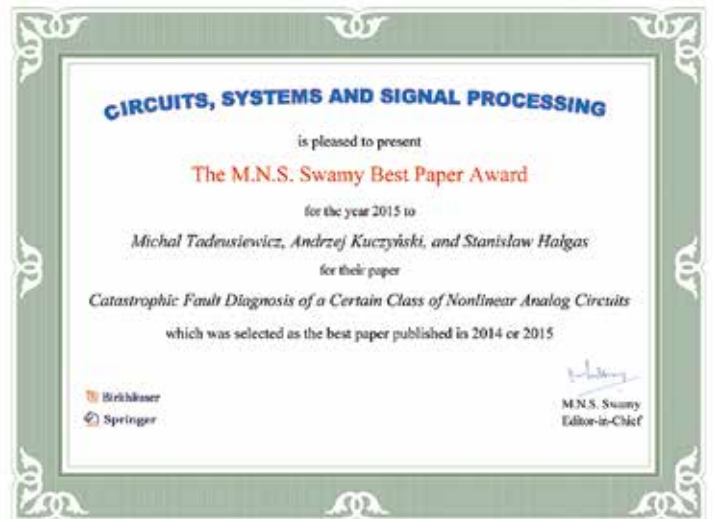 CIRCUITS, SYSTEMS AND SIGNAL PROCESSING
is pleased to present
The M.N.S. Swamy Best Paper Award
for the year 2015 to
Michal Tadeusiewicz, Andrzej Kuczyński, and Stanislaw Hałgas
for their paper
Catastrophic Fault Diagnosis of a Certain Class of Nonlinear Analog Circuits
which was selected as the best paper published in 2014 or 2015
Birkhäuser
Springer
M.N.S. Swamy
Editor-in-Chief